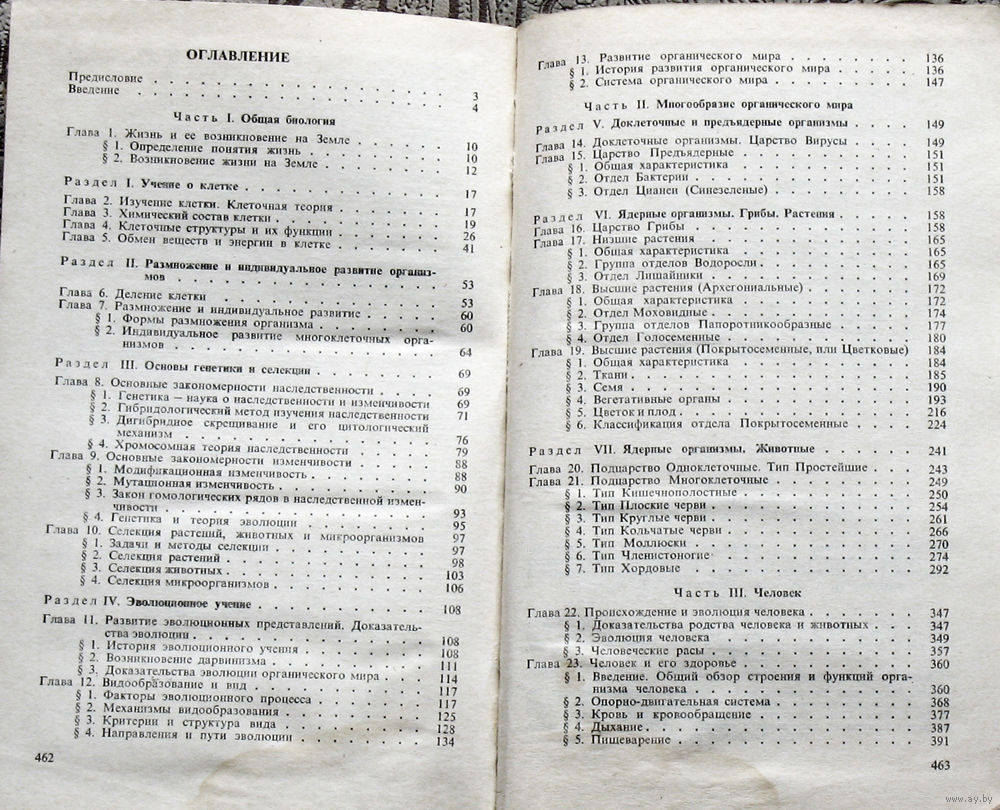 ОГЛАВЛЕНИЕ
Предисловие . . . . . . . . . . . . . . 3
Введение . . . . . . . . . . . . . . 4
Часть I. Общая биология
Глава 1. Жизнь и ее возникновение на Земле . . . . . . 10
§ 1. Определение понятия жизнь . . . . . . . 10
§ 2. Возникновение жизни на Земле . . . . . . 12
Раздел I. Учение о клетке . . . . . . . . . . 17
Глава 2. Изучение клетки. Клеточная теория . . . . . . 17
Глава 3. Химический состав клетки . . . . . . . . 19
Глава 4. Клеточные структуры и их функции . . . . . . 26
Глава 5. Обмен веществ и энергии в клетке . . . . . . 41
Раздел II. Размножение и индивидуальное развитие организ-
мов . . . . . . . . . . . . . 53
Глава 6. Деление клетки . . . . . . . . . . 53
Глава 7. Размножение и индивидуальное развитие . . . . . 60
§ 1. Формы размножения организма . . . . . . 60
§ 2. Индивидуальное развитие многоклеточных орга-
низмов . . . . . . . . . . . . 64
Раздел III. Основы генетики и селекции . . . . . . . 69
Глава 8. Основные закономерности наследственности . . . . 69
§ 1. Генетика – наука о наследственности и изменчивости 69
§ 2. Гибридологический метод изучения наследственности 71
§ 3. Дигибридное скрещивание и его цитологический
механизм . . . . . . . . . . . 76
§ 4. Хромосомная теория наследственности . . . . 79
Глава 9. Основные закономерности изменчивости . . . . . 88
§ 1. Модификационная изменчивость . . . . . . 88
§ 2. Мутационная изменчивость . . . . . . . 90
§ 3. Закон гомологических рядов в наследственной измен-
чивости . . . . . . . . . . . . 93
§ 4. Генетика и теория эволюции . . . . . . . 95
Глава 10. Селекция растений, животных и микроорганизмов 97
§ 1. Задачи и методы селекции . . . . . . . 97
§ 2. Селекция растений . . . . . . . . . 98
§ 3. Селекция животных . . . . . . . . . 103
§ 4. Селекция микроорганизмов . . . . . . . 106
Раздел IV. Эволюционное учение . . . . . . . . . 108
Глава 11. Развитие эволюционных представлений. Доказатель-
ства эволюции . . . . . . . . . . . 108
§ 1. История эволюционного учения . . . . . . 108
§ 2. Возникновение дарвинизма . . . . . . . 111
§ 3. Доказательства эволюции органического мира . . . 114
Глава 12. Видообразование и вид . . . . . . . . . 117
§ 1. Факторы эволюционного процесса . . . . . . 117
§ 2. Механизмы видообразования . . . . . . . 125
§ 3. Критерии и структура вида . . . . . . . 128
§ 4. Направления и пути эволюции . . . . . . 134
462
Глава 13. Развитие органического мира . . . . . . . 136
§ 1. История развития органического мира . . . . . 136
§ 2. Система органического мира . . . . . . . 147
Часть II. Многообразие органического мира
Раздел V. Доклеточные и предъядерные организмы . . . . 149
Глава 14. Доклеточные организмы. Царство Вирусы . . . . 149
Глава 15. Царство Предъядерные . . . . . . . . . 151
§ 1. Общая характеристика . . . . . . . . 151
§ 2. Отдел Бактерии . . . . . . . . . . 151
§ 3. Отдел Цианеи (Синезеленые) . . . . . . . 158
Раздел VI. Ядерные организмы. Грибы. Растения . . . . . 158
Глава 16. Царство Грибы . . . . . . . . . . . 158
Глава 17. Низшие растения . . . . . . . . . . 165
§ 1. Общая характеристика . . . . . . . . 165
§ 2. Группа отделов Водоросли . . . . . . . 165
§ 3. Отдел Лишайники . . . . . . . . . 169
Глава 18. Высшие растения (Архегониальные) . . . . . . 172
§ 1. Общая характеристика . . . . . . . . 172
§ 2. Отдел Моховидные . . . . . . . . . 174
§ 3. Группа отделов Папоротникообразные . . . . . 177
§ 4. Отдел Голосеменные . . . . . . . . . 180
Глава 19. Высшие растения (Покрытосеменные, или Цветковые) 184
§ 1. Общая характеристика . . . . . . . . 184
§ 2. Ткани . . . . . . . . . . . . . 185
§ 3. Семя . . . . . . . . . . . . . 190
§ 4. Вегетативные органы . . . . . . . . . 193
§ 5. Цветок и плод . . . . . . . . . . . 216
§ 6. Классификация отдела Покрытосеменные . . . . 224
Раздел VII. Ядерные организмы. Животные . . . . . . 241
Глава 20. Подцарство Одноклеточные. Тип Простейшие . . . 243
Глава 21. Подцарство Многоклеточные . . . . . . . . 249
§ 1. Тип Кишечнополостные . . . . . . . . 250
§ 2. Тип Плоские черви . . . . . . . . . 254
§ 3. Тип Круглые черви . . . . . . . . . 261
§ 4. Тип Кольчатые черви . . . . . . . . . 266
§ 5. Тип Моллюски . . . . . . . . . . . 270
§ 6. Тип Членистоногие . . . . . . . . . 274
§ 7. Тип Хордовые . . . . . . . . . . . 292
Часть III. Человек
Глава 22. Происхождение и эволюция человека . . . . . . 347
§ 1. Доказательства родства человека и животных . . . 347
§ 2. Эволюция человека . . . . . . . . . 349
§ 3. Человеческие расы . . . . . . . . . 357
Глава 23. Человек и его здоровье . . . . . . . . . 360
§ 1. Введение. Общий обзор строения и функций орга-
низма человека . . . . . . . . . . . 360
§ 2. Опорно-двигательная система . . . . . . . 368
§ 3. Кровь и кровообращение . . . . . . . . 377
§ 4. Дыхание . . . . . . . . . . . . . 387
§ 5. Пищеварение . . . . . . . . . . . 391
463
www.ay.by